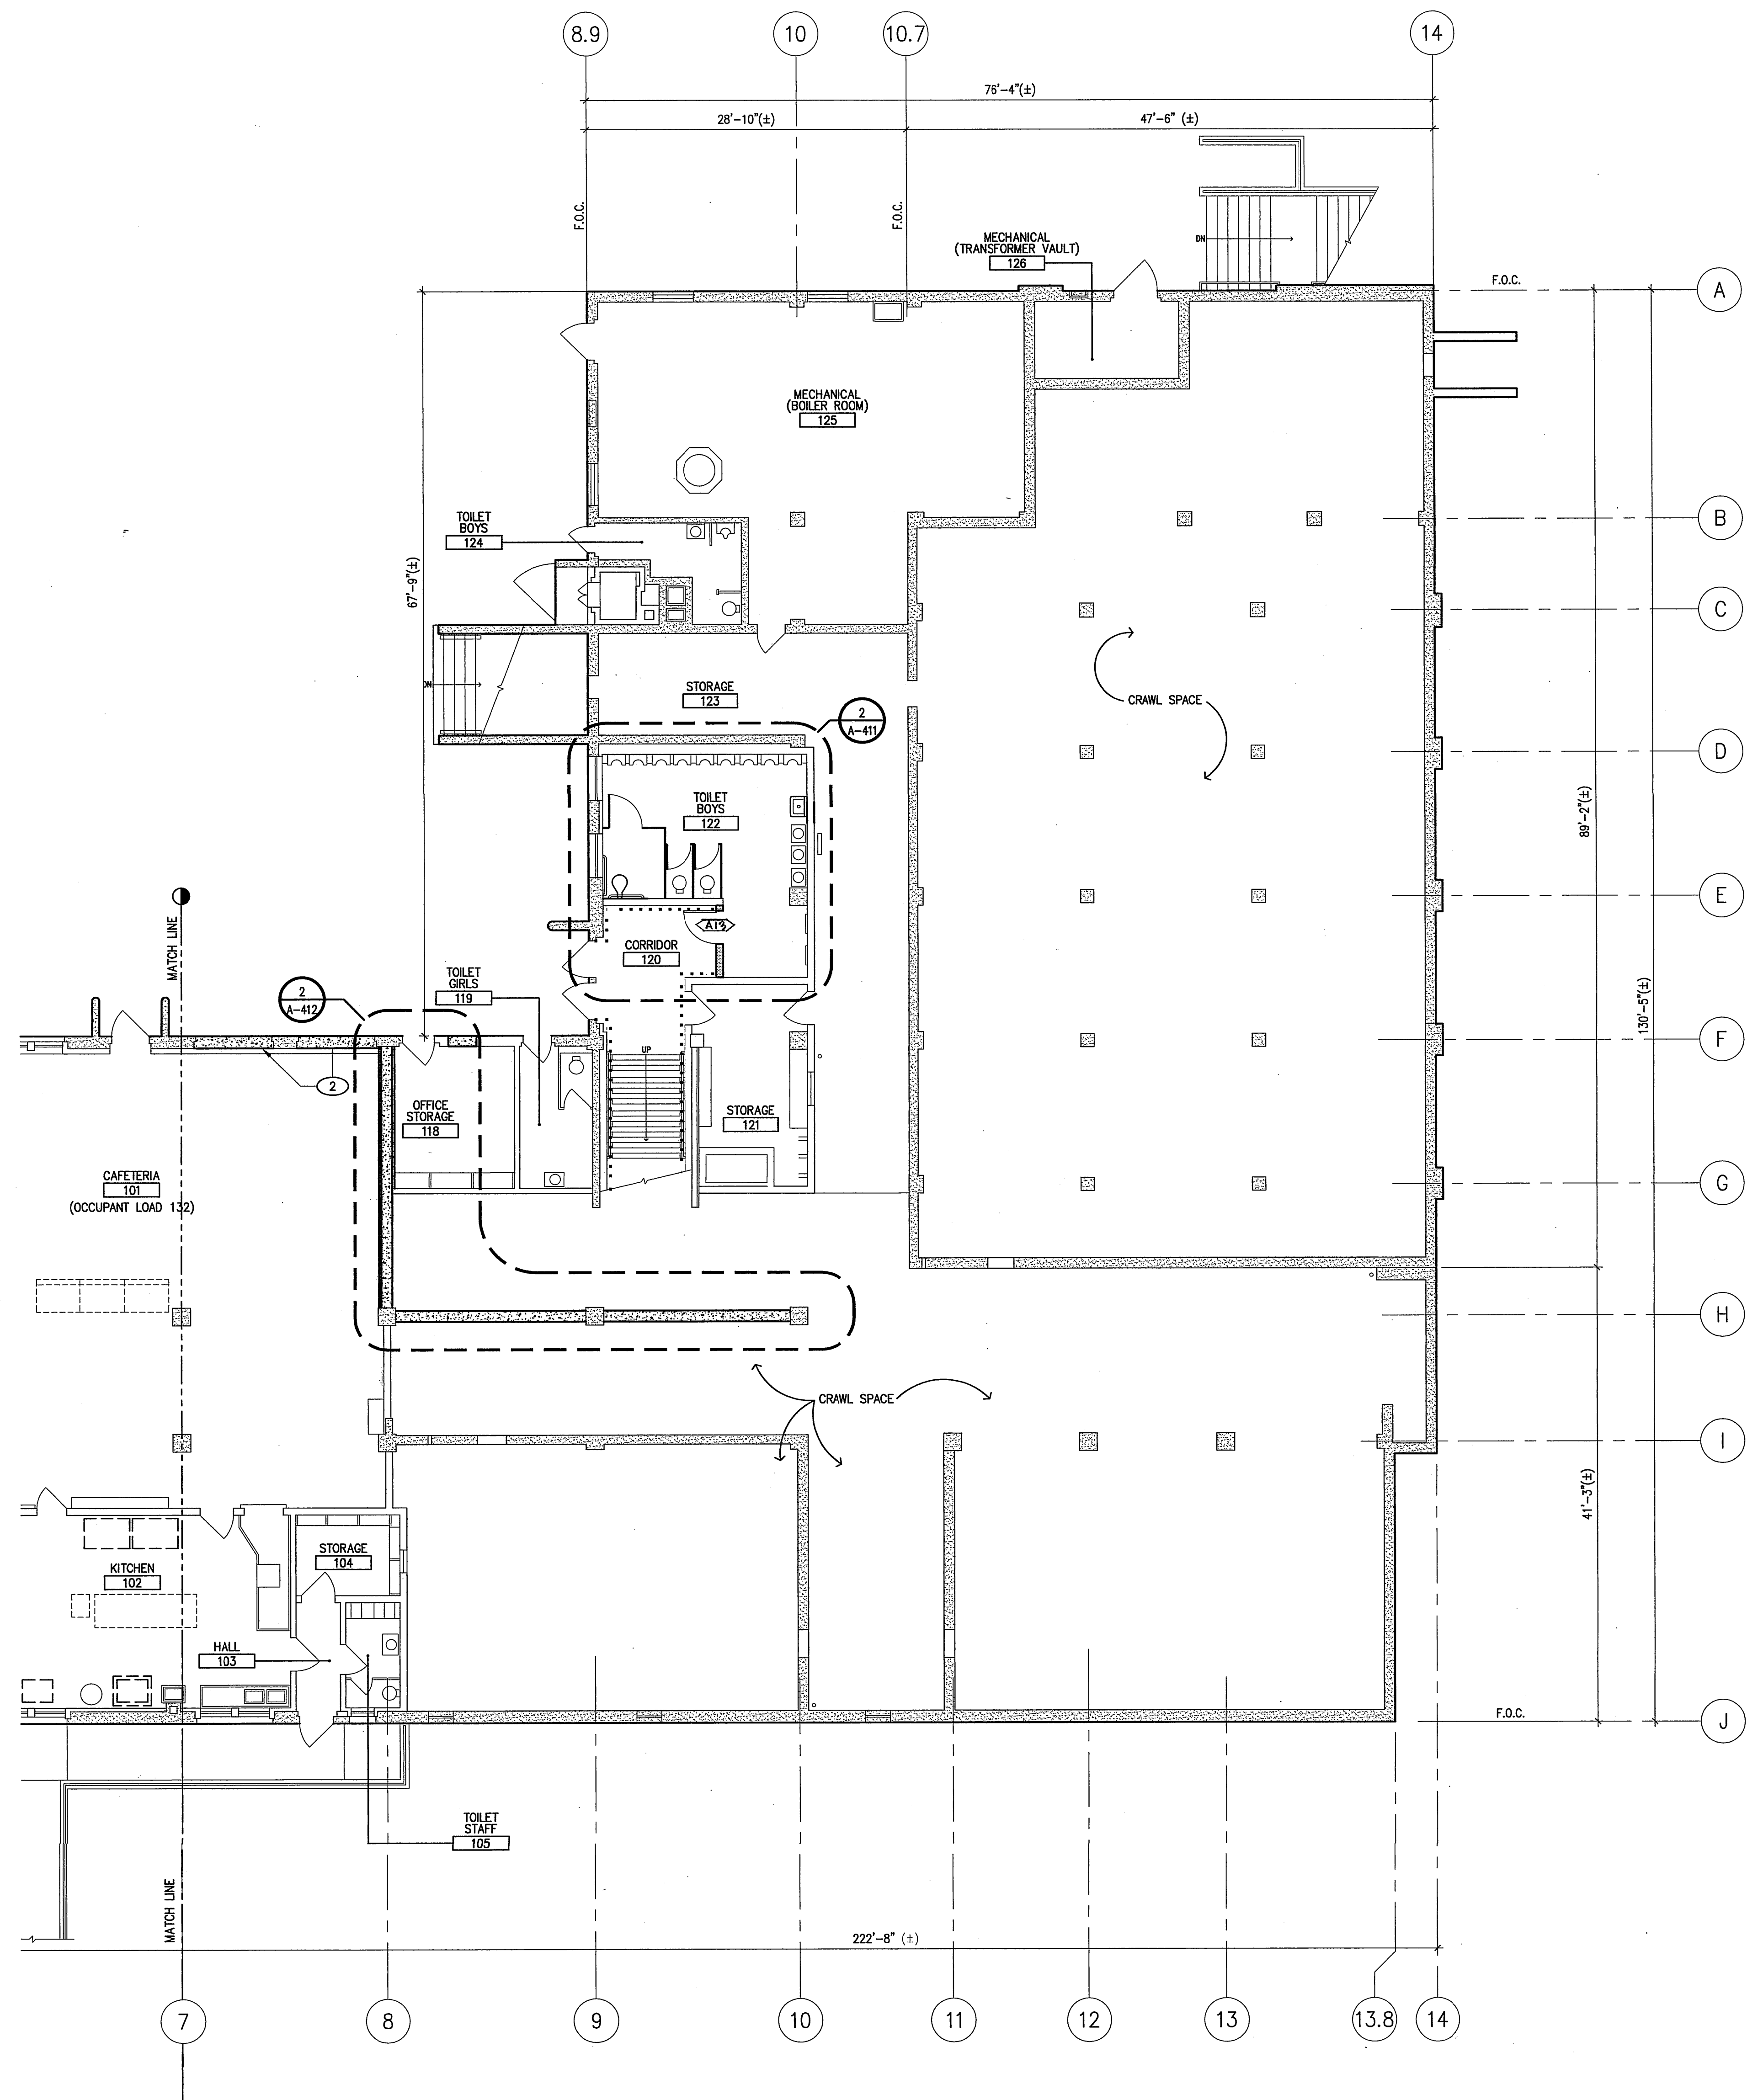 8.9
10
10.7
14
76'-4"(±)
28'-10"(±)
47'-6" (±)
F.O.C.
F.O.C.
DN
MECHANICAL
(TRANSFORMER VAULT)
126
F.O.C.
A
MECHANICAL
(BOILER ROOM)
125
TOILET
BOYS
124
B
67'-9"(±)
C
DN
STORAGE
123
CRAWL SPACE
2
A-411
D
TOILET
BOYS
122
89'-2"(±)
E
MATCH LINE
A13
CORRIDOR
120
TOILET
GIRLS
119
2
A-412
130'-5"(±)
F
UP
2
OFFICE
STORAGE
118
STORAGE
121
CAFETERIA
101
(OCCUPANT LOAD 132)
G
H
CRAWL SPACE
I
41'-3"(±)
STORAGE
104
KITCHEN
102
HALL
103
F.O.C.
J
TOILET
STAFF
105
MATCH LINE
222'-8" (±)
7
8
9
10
11
12
13
13.8
14